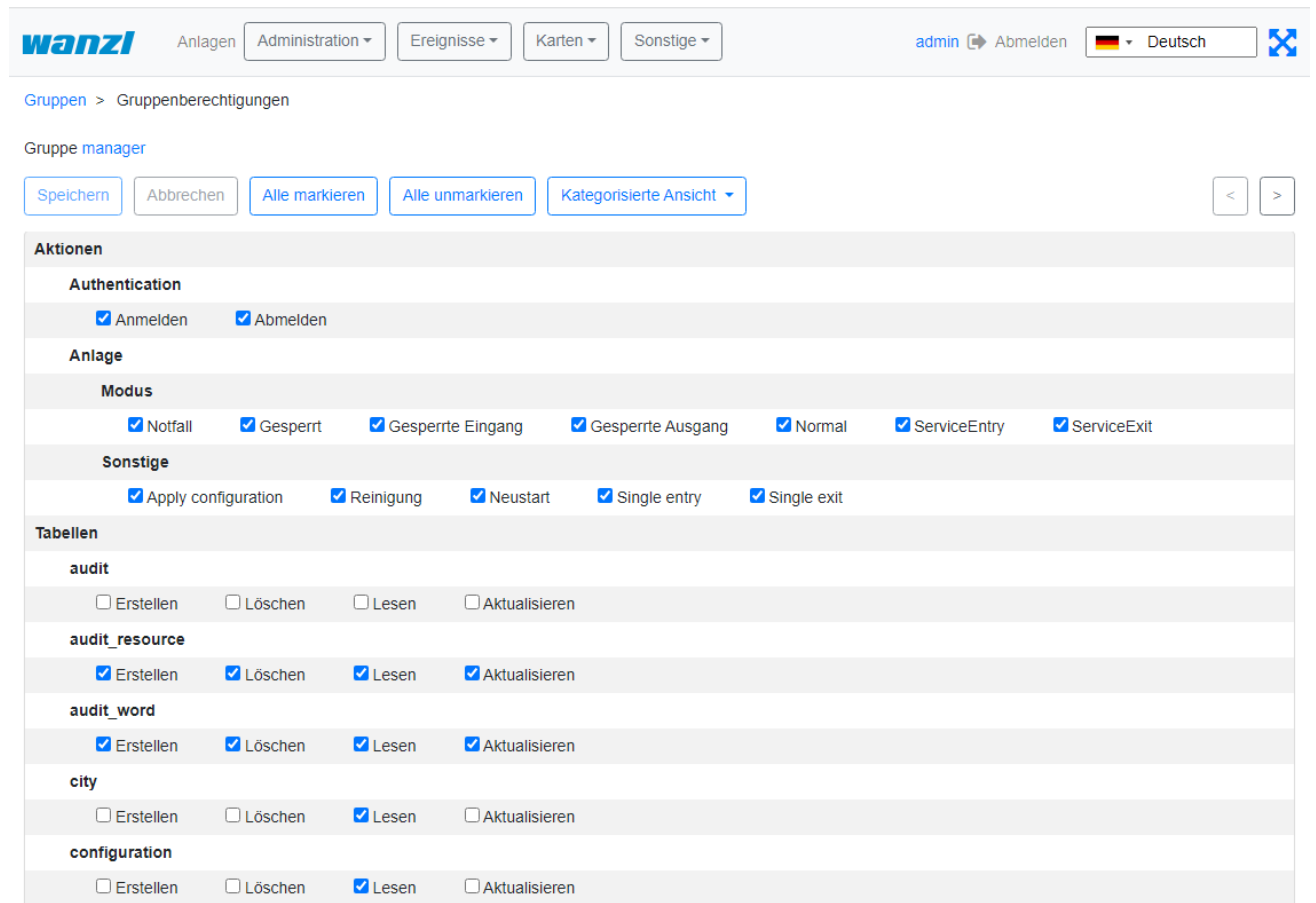 wanzl Anlagen Administration Ereignisse Karten Sonstige admin Abmelden Deutsch
Gruppen > Gruppenberechtigungen
Gruppe manager
Speichern Abbrechen Alle markieren Alle unmarkieren Kategorisierte Ansicht < >
Aktionen
Authentication
Anmelden Abmelden
Anlage
Modus
Notfall Gesperrt Gesperrte Eingang Gesperrte Ausgang Normal ServiceEntry ServiceExit
Sonstige
Apply configuration Reinigung Neustart Single entry Single exit
Tabellen
audit
Erstellen Löschen Lesen Aktualisieren
audit_resource
Erstellen Löschen Lesen Aktualisieren
audit_word
Erstellen Löschen Lesen Aktualisieren
city
Erstellen Löschen Lesen Aktualisieren
configuration
Erstellen Löschen Lesen Aktualisieren